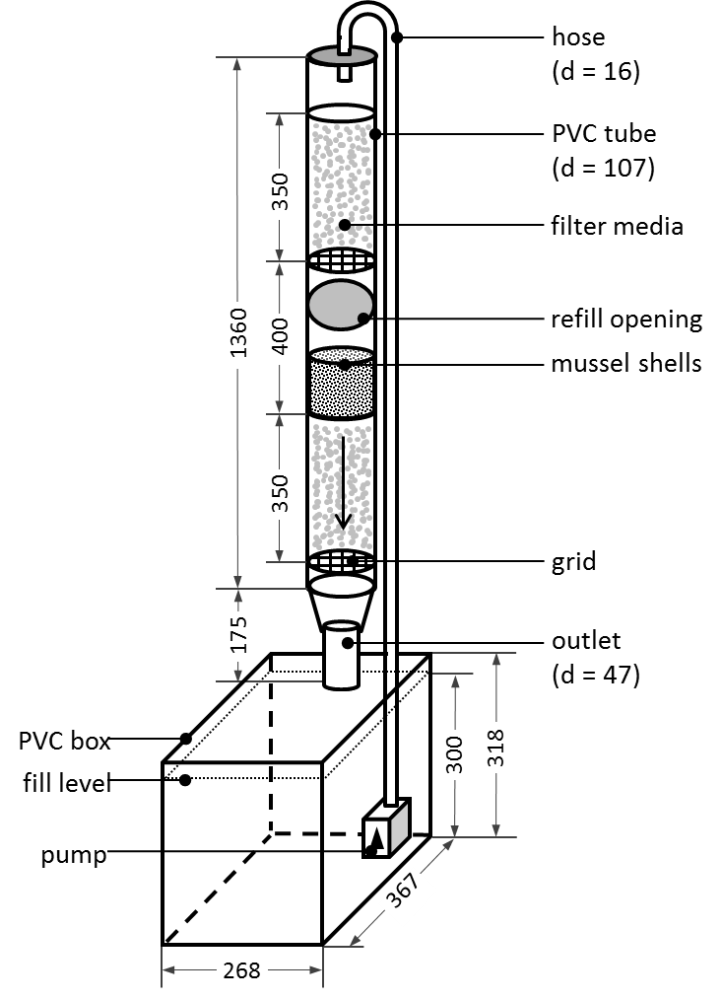 hose
(d = 16)
PVC tube
(d = 107)
350
filter media
1360
400
refill opening
mussel shells
350
grid
175
outlet
(d = 47)
PVC box
300
318
fill level
pump
367
268